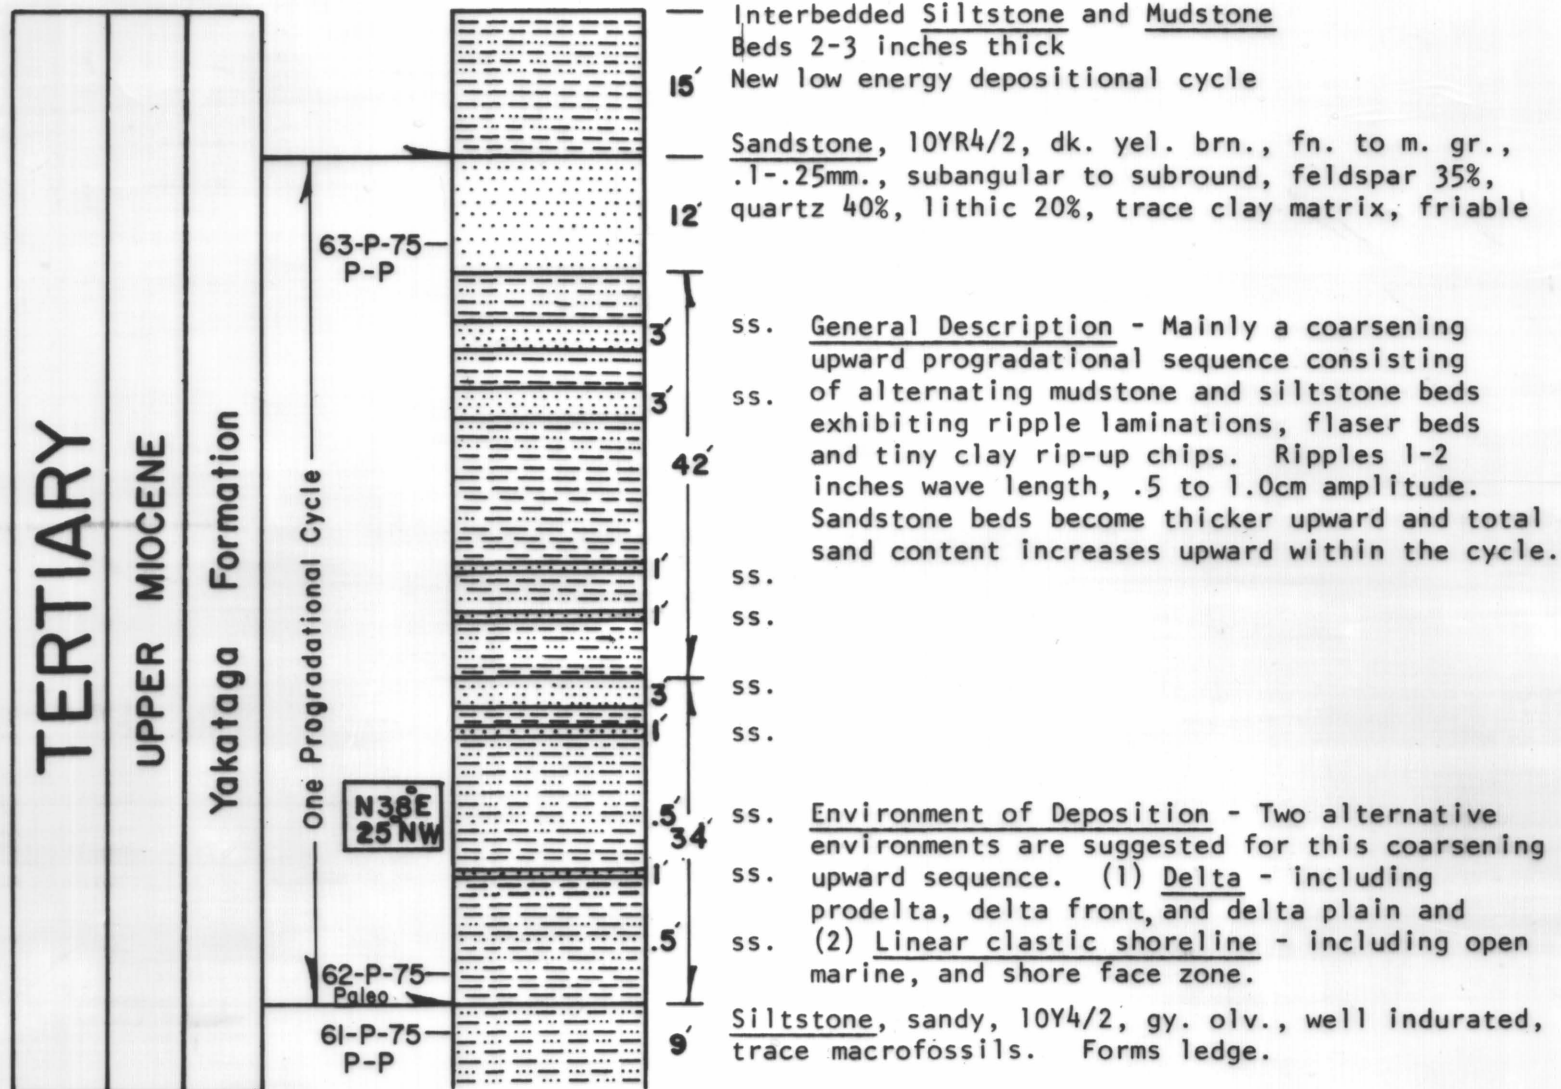 TERTIARY
UPPER MIOCENE
Yakataga Formation
One Progradational Cycle
Interbedded Siltstone and Mudstone
Beds 2-3 inches thick
15' New low energy depositional cycle
Sandstone, 10YR4/2, dk. yel. brn., fn. to m. gr.,
.1-.25mm., subangular to subround, feldspar 35%,
12' quartz 40%, lithic 20%, trace clay matrix, friable
63-P-75
P-P
3' ss. General Description - Mainly a coarsening
upward progradational sequence consisting
3' ss. of alternating mudstone and siltstone beds
exhibiting ripple laminations, flaser beds
42' and tiny clay rip-up chips. Ripples 1-2
inches wave length, .5 to 1.0cm amplitude.
Sandstone beds become thicker upward and total
sand content increases upward within the cycle.
1' ss.
1' ss.
3' ss.
1' ss.
N38°E
25°NW
.5' ss. Environment of Deposition - Two alternative
34' environments are suggested for this coarsening
1' ss. upward sequence. (1) Delta - including
prodelta, delta front, and delta plain and
.5' ss. (2) Linear clastic shoreline - including open
marine, and shore face zone.
62-P-75
Paleo
61-P-75
P-P
9' Siltstone, sandy, 10Y4/2, gy. olv., well indurated,
trace macrofossils. Forms ledge.